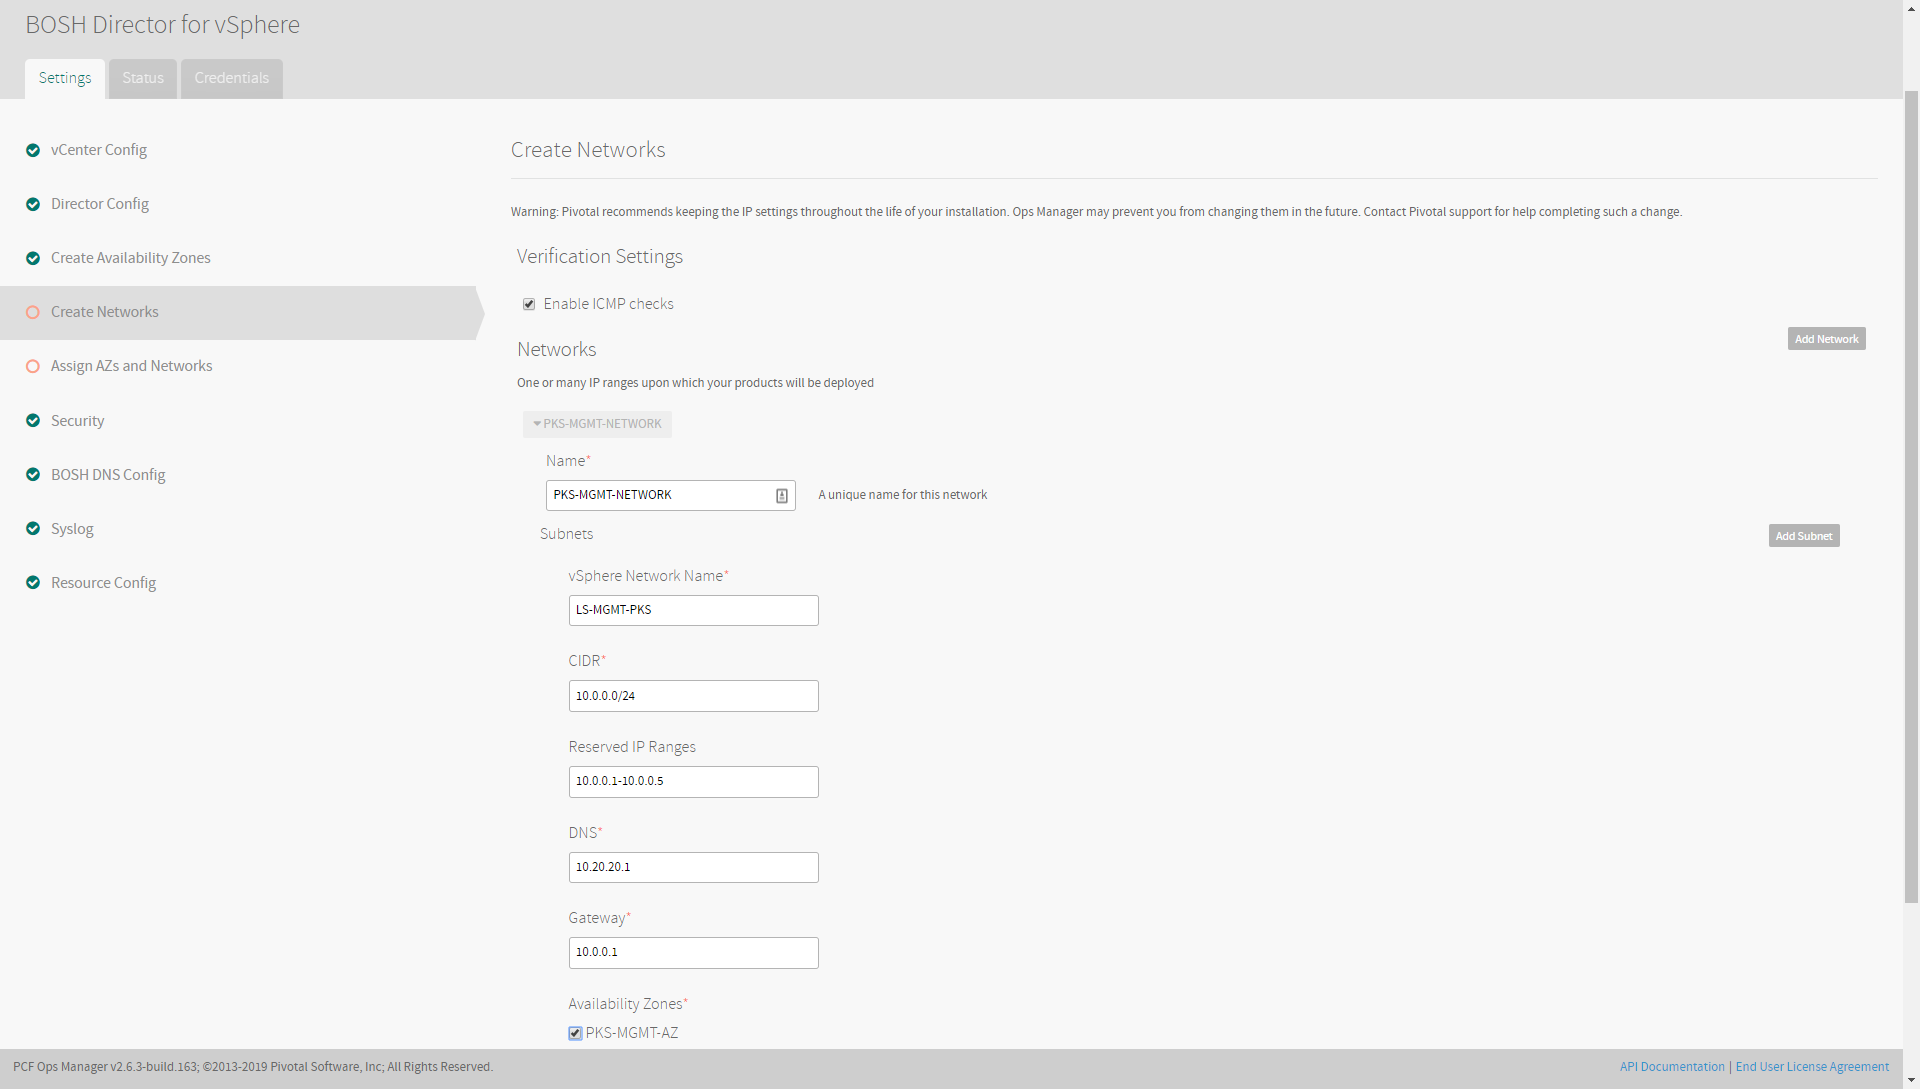 BOSH Director for vSphere
Settings
Status
Credentials
vCenter Config
Director Config
Create Availability Zones
Create Networks
Assign AZs and Networks
Security
BOSH DNS Config
Syslog
Resource Config
Create Networks
Warning: Pivotal recommends keeping the IP settings throughout the life of your installation. Ops Manager may prevent you from changing them in the future. Contact Pivotal support for help completing such a change.
Verification Settings
Enable ICMP checks
Networks
Add Network
One or many IP ranges upon which your products will be deployed
PKS-MGMT-NETWORK
Name*
PKS-MGMT-NETWORK
A unique name for this network
Subnets
Add Subnet
vSphere Network Name*
LS-MGMT-PKS
CIDR*
10.0.0.0/24
Reserved IP Ranges
10.0.0.1-10.0.0.5
DNS*
10.20.20.1
Gateway*
10.0.0.1
Availability Zones*
PKS-MGMT-AZ
PCF Ops Manager v2.6.3-build.163; ©2013-2019 Pivotal Software, Inc; All Rights Reserved.
API Documentation | End User License Agreement